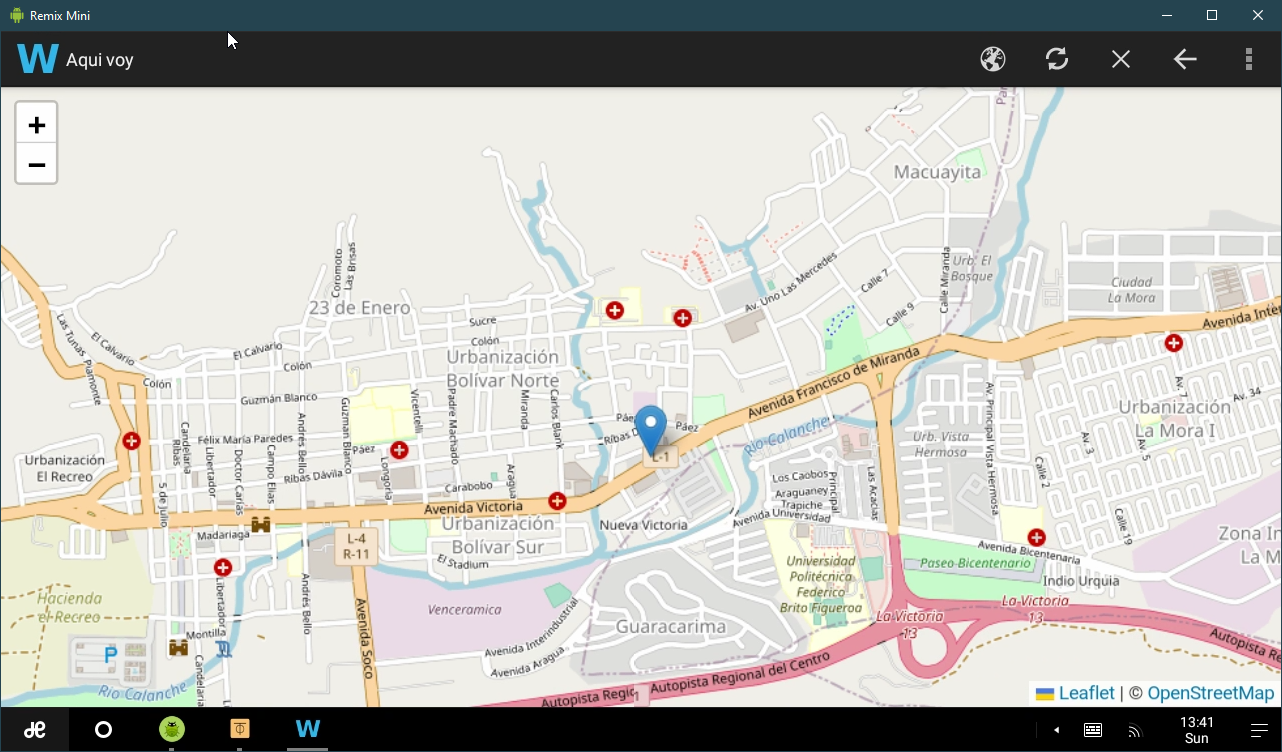 Remix Mini
W Aqui voy
+
−
Macuayita
Urb. El
Bosque
Ciudad
La Mora
Coromoto
Las Brisas
23 de Enero
Av. Uno Las Mercedes
Calle 7
Calle 9
Calle Miranda
Avenida Inter
Las Tunas
El Calvario
El Calvario
Sucre
Colón
Colón
Colón
Piamonte
Urbanización
Bolívar Norte
Guzmán Blanco
Guzmán Blanco
Vicentelli
Padre Machado
Miranda
Carlos Blank
Avenida Francisco de Miranda
Av. Principal Vista Hermosa
Av. 7
Av. 34
Urbanización
La Mora I
Páez
Páez
Ribas D
L-1
Río Calanche
Urb. Vista
Hermosa
Av. 3
Av. 5
Calle 2
Calle 19
Candelaria
Ribas
Libertador
Félix María Paredes
Doctor Carías
Campo Elías
Andrés Bello
Páez
Longoria
Ribas Dávila
Urbanización
El Recreo
5 de Julio
Carabobo
Aragua
Avenida Victoria
Nueva Victoria
Los Caobos
Araguaney
Trapiche
Principal
Las Acacias
Avenida Universidad
Madariaga
L-4
R-11
Urbanización
Bolívar Sur
El Stadium
Universidad
Politécnica
Federico
Brito Figueroa
Avenida Bicentenaria
Paseo Bicentenario
Indio Urquia
Zona In
La M
Hacienda
el Recreo
Libertador
Andrés Bello
Avenida Soco
Venceramica
Avenida Interindustrial
Avenida Aragua
Guaracarima
La Victoria
13
La Victoria
13
Montilla
Candelaria
P
Río Calanche
Autopista Regic
1
Autopista Regional del Centro
Autopista Re
Leaflet | © OpenStreetMap
W
13:41
Sun